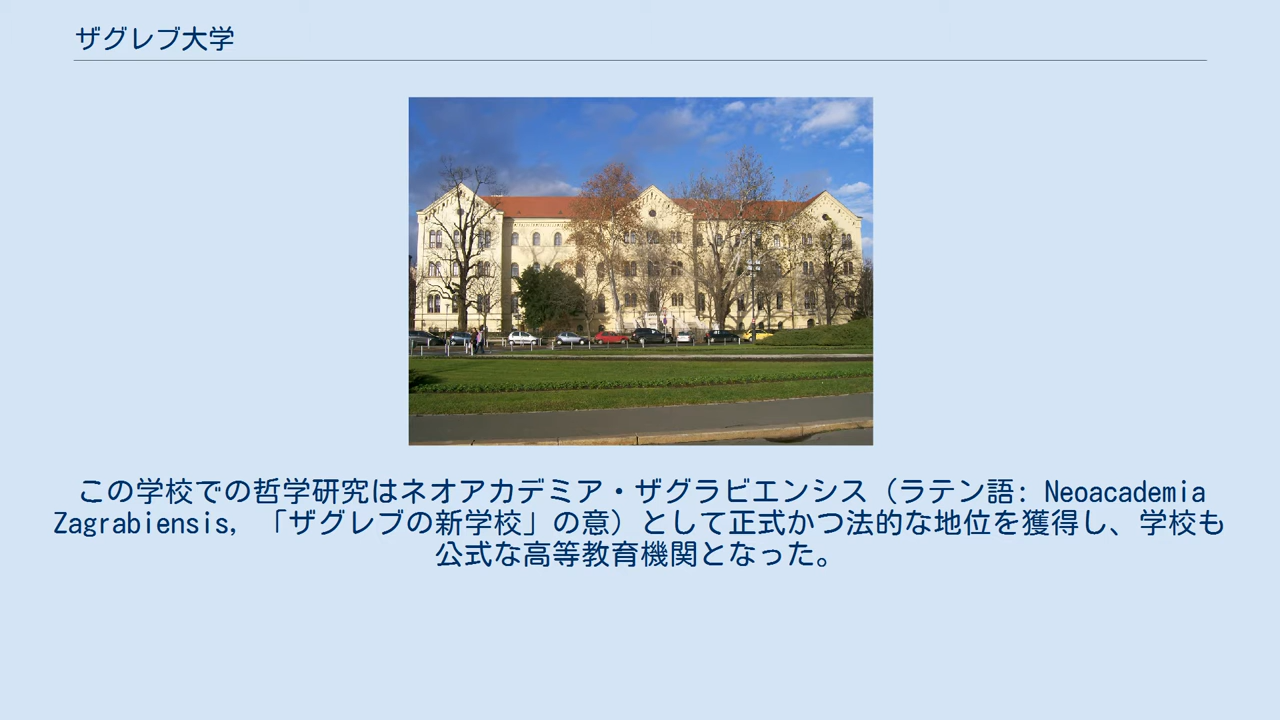 ザグレブ大学
この学校での哲学研究はネオアカデミア・ザグラビエンシス（ラテン語: Neoacademia
Zagrabiensis, 「ザグレブの新学校」の意）として正式かつ法的な地位を獲得し、学校も
公式な高等教育機関となった。